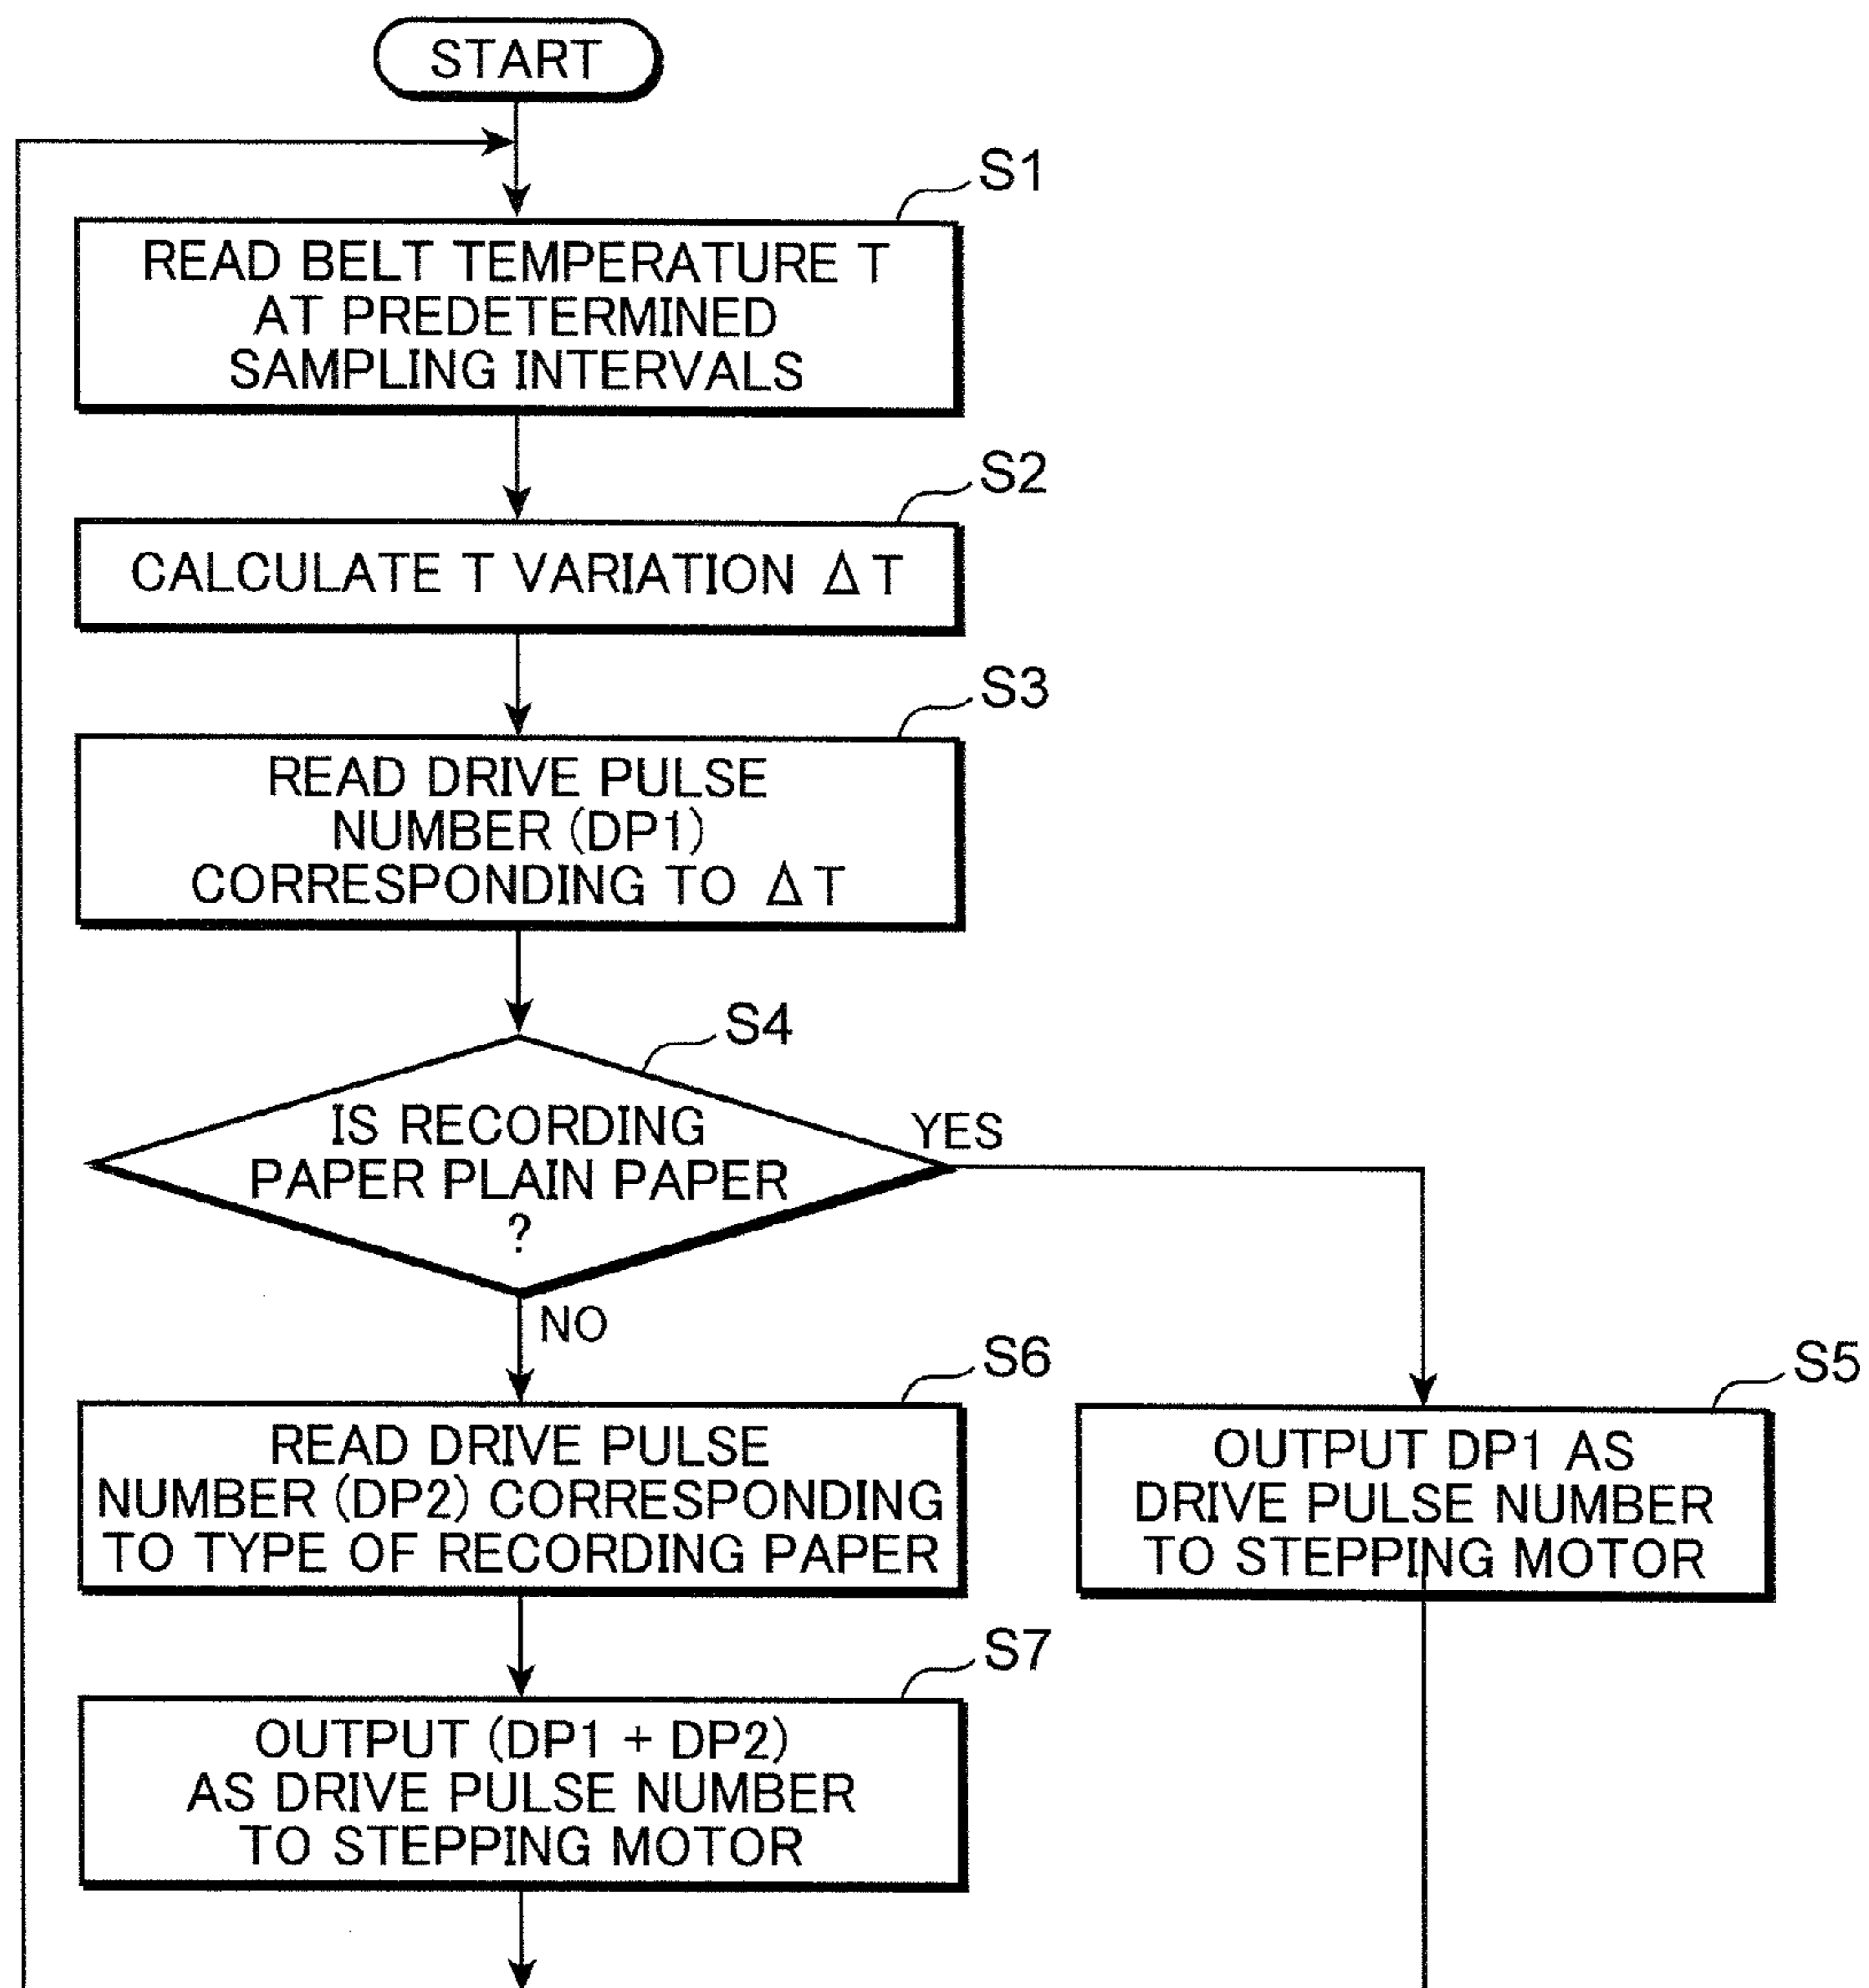 START
S1
READ BELT TEMPERATURE T
AT PREDETERMINED
SAMPLING INTERVALS
S2
CALCULATE T VARIATION Δ T
S3
READ DRIVE PULSE
NUMBER (DP1)
CORRESPONDING TO Δ T
S4
IS RECORDING
PAPER PLAIN PAPER
?
YES
NO
S6
READ DRIVE PULSE
NUMBER (DP2) CORRESPONDING
TO TYPE OF RECORDING PAPER
S5
OUTPUT DP1 AS
DRIVE PULSE NUMBER
TO STEPPING MOTOR
S7
OUTPUT (DP1 + DP2)
AS DRIVE PULSE NUMBER
TO STEPPING MOTOR